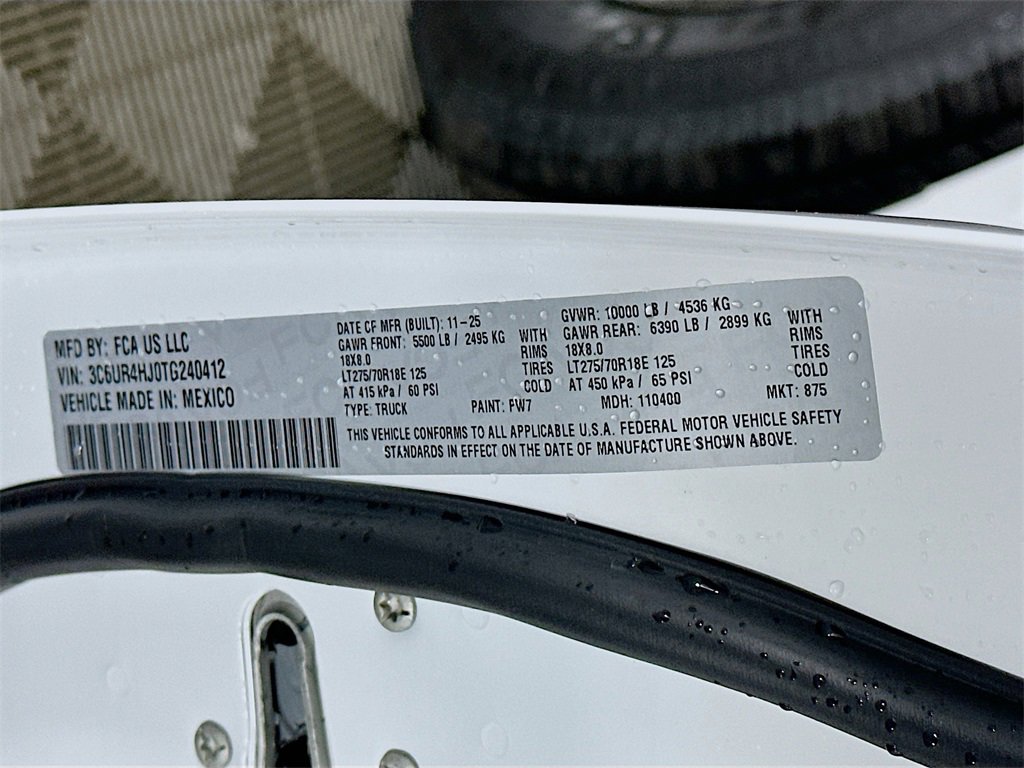 MFD BY: FCA US LLC
VIN: 3C6UR4HJ0TG240412
VEHICLE MADE IN: MEXICO
DATE OF MFR (BUILT): 11-25
GAWR FRONT: 5500 LB / 2495 KG
18X8.0
LT275/70R18E 125
AT 415 kPa / 60 PSI
WITH
RIMS
TIRES
COLD
GVWR: 10000 LB / 4536 KG
GAWR REAR: 6390 LB / 2899 KG
18X8.0
LT275/70R18E 125
AT 450 kPa / 65 PSI
WITH
RIMS
TIRES
COLD
TYPE: TRUCK PAINT: PW7 MDH: 110400 MKT: 875
THIS VEHICLE CONFORMS TO ALL APPLICABLE U.S.A. FEDERAL MOTOR VEHICLE SAFETY
STANDARDS IN EFFECT ON THE DATE OF MANUFACTURE SHOWN ABOVE.